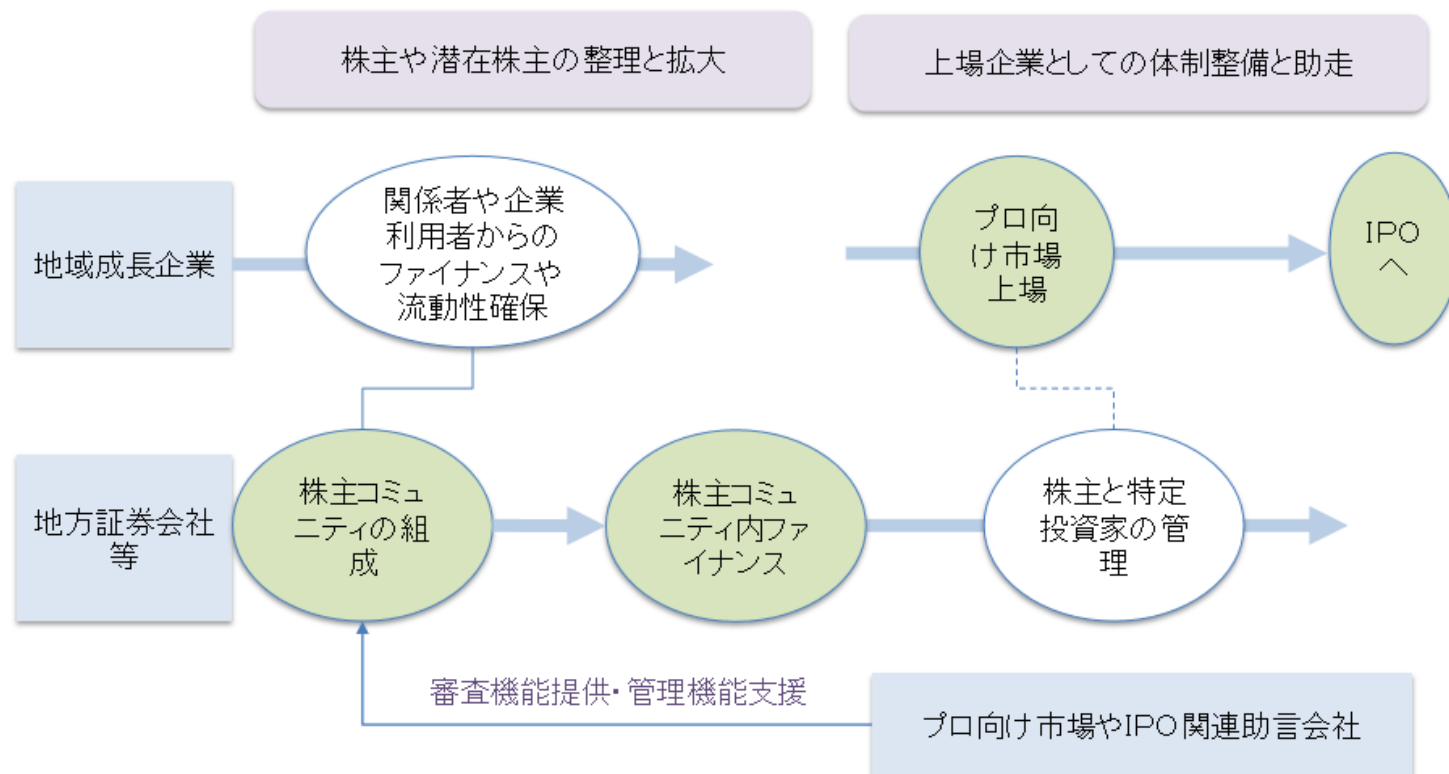 株主や潜在株主の整理と拡大
上場企業としての体制整備と助走
地域成長企業
関係者や企業
利用者からの
ファイナンスや
流動性確保
プロ向
け市場
上場
IPO
へ
地方証券会社
等
株主コミュ
ニティの組
成
株主コミュ
ニティ内ファ
イナンス
株主と特定
投資家の管
理
審査機能提供・管理機能支援
プロ向け市場やIPO関連助言会社